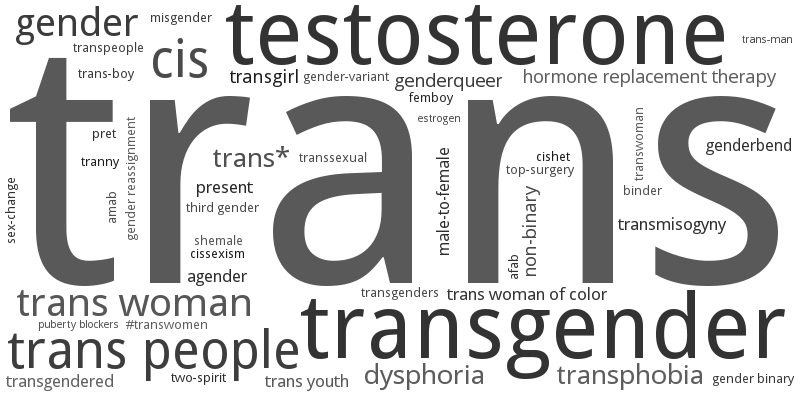 gender
misgender
testosterone
trans-man
transpeople
cis
trans-boy
transgirl
gender-variant
genderqueer
hormone replacement therapy
femboy
trans
estrogen
pret
tranny
gender reassignment
trans*
transsexual
male-to-female
cishet
top-surgery
transwoman
genderbend
sex-change
amab
present
third gender
non-binary
binder
transmisogyny
shemale
cissexism
agender
afab
trans woman
transgenders
trans woman of color
puberty blockers
#transwomen
transgender
trans people
transgendered
two-spirit
trans youth
dysphoria
transphobia
gender binary